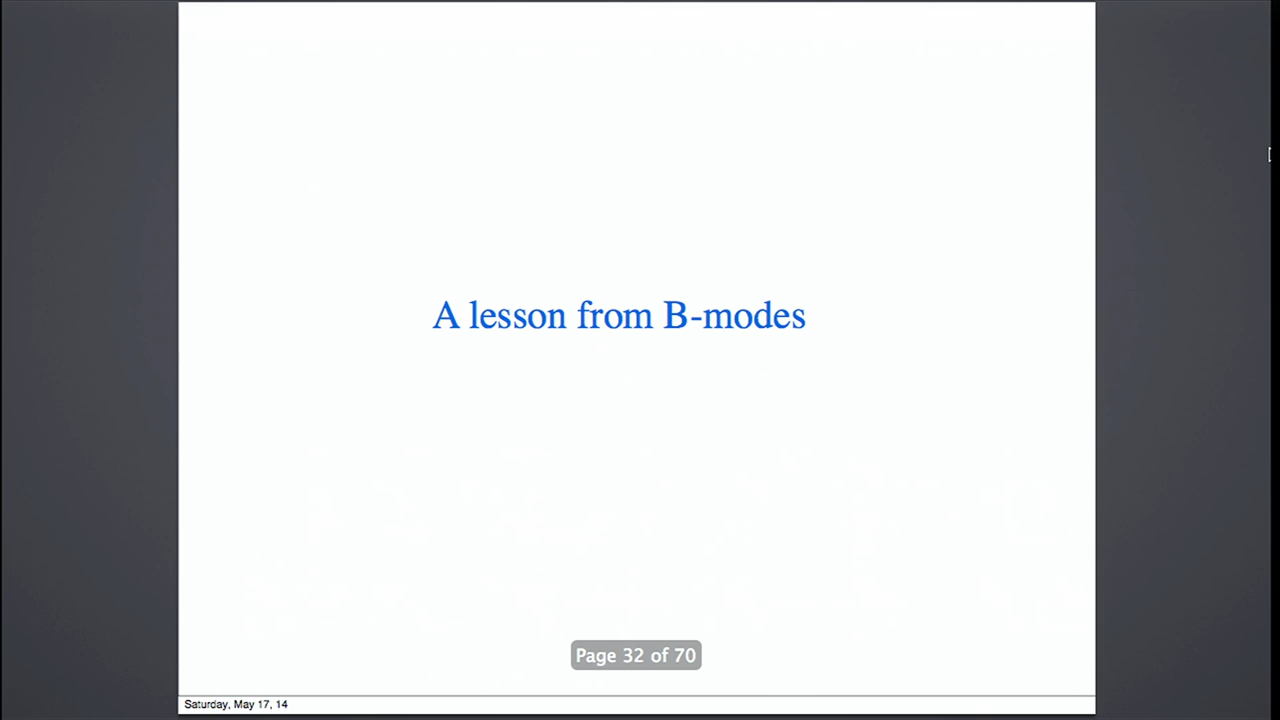 A lesson from B-modes
Page 32 of 70
Saturday, May 17, 14